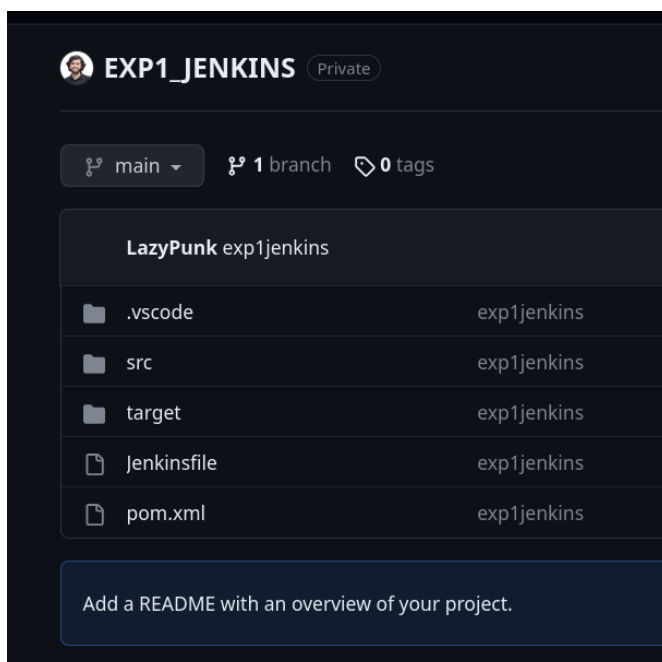 EXP1_JENKINS Private
main 1 branch 0 tags
LazyPunk exp1jenkins
.vscode exp1jenkins
src exp1jenkins
target exp1jenkins
Jenkinsfile exp1jenkins
pom.xml exp1jenkins
Add a README with an overview of your project.